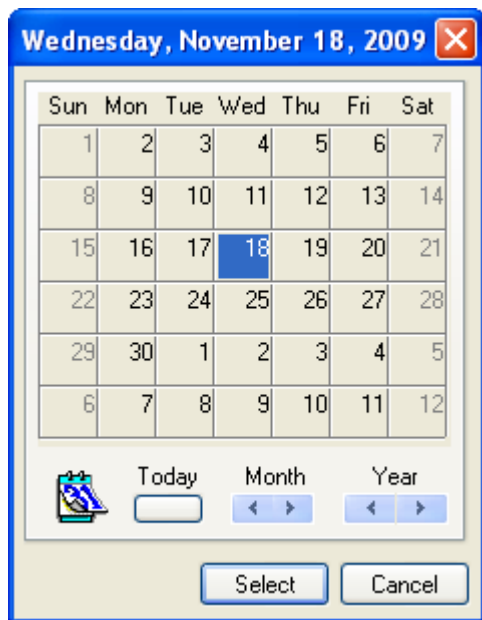 Wednesday, November 18, 2009
Sun Mon Tue Wed Thu Fri Sat
1 2 3 4 5 6 7
8 9 10 11 12 13 14
15 16 17 18 19 20 21
22 23 24 25 26 27 28
29 30 1 2 3 4 5
6 7 8 9 10 11 12
Today Month Year
Select Cancel